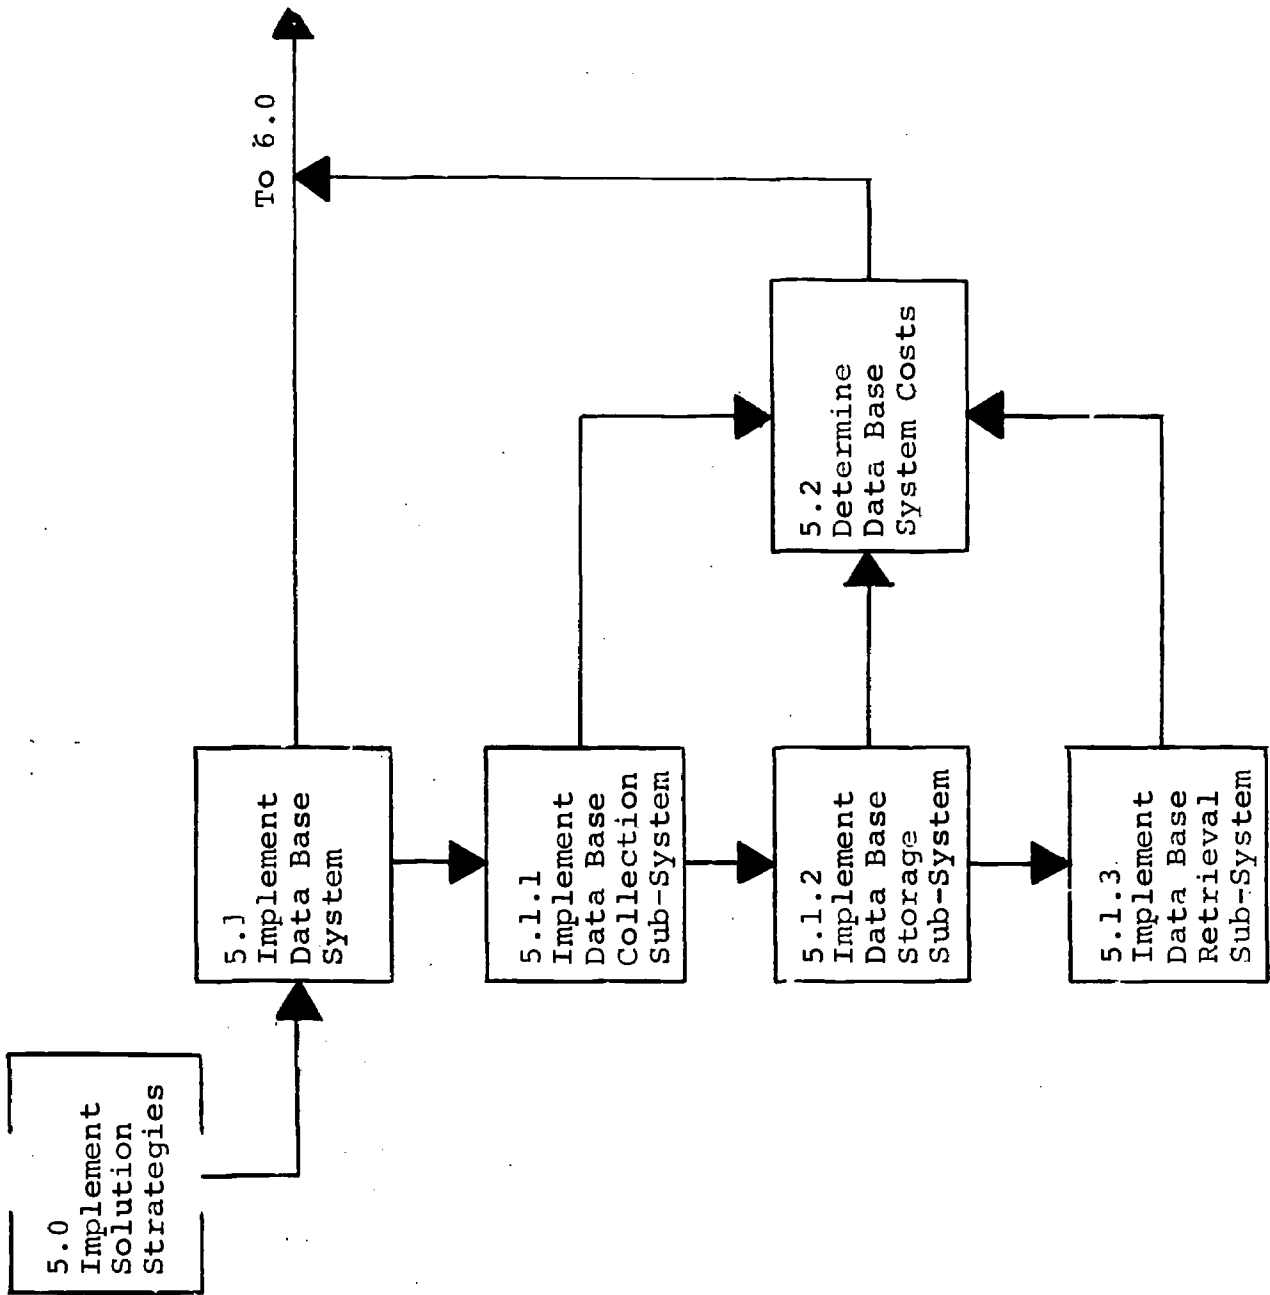 5.0
Implement
Solution
Strategies
5.1
Implement
Data Base
System
To 6.0
5.1.1
Implement
Data Base
Collection
Sub-System
5.1.2
Implement
Data Base
Storage
Sub-System
5.2
Determine
Data Base
System Costs
5.1.3
Implement
Data Base
Retrieval
Sub-System